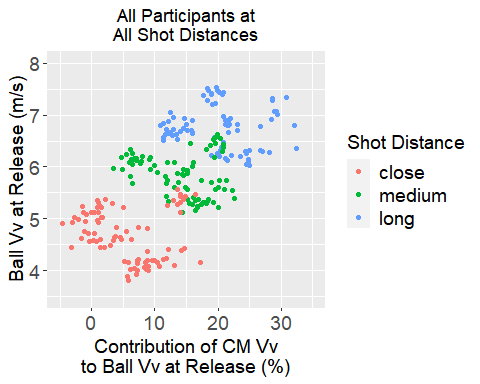 All Participants at
All Shot Distances
8
7
6
5
4
Ball Vv at Release (m/s)
0
10
20
30
Contribution of CM Vv
to Ball Vv at Release (%)
Shot Distance
close
medium
long